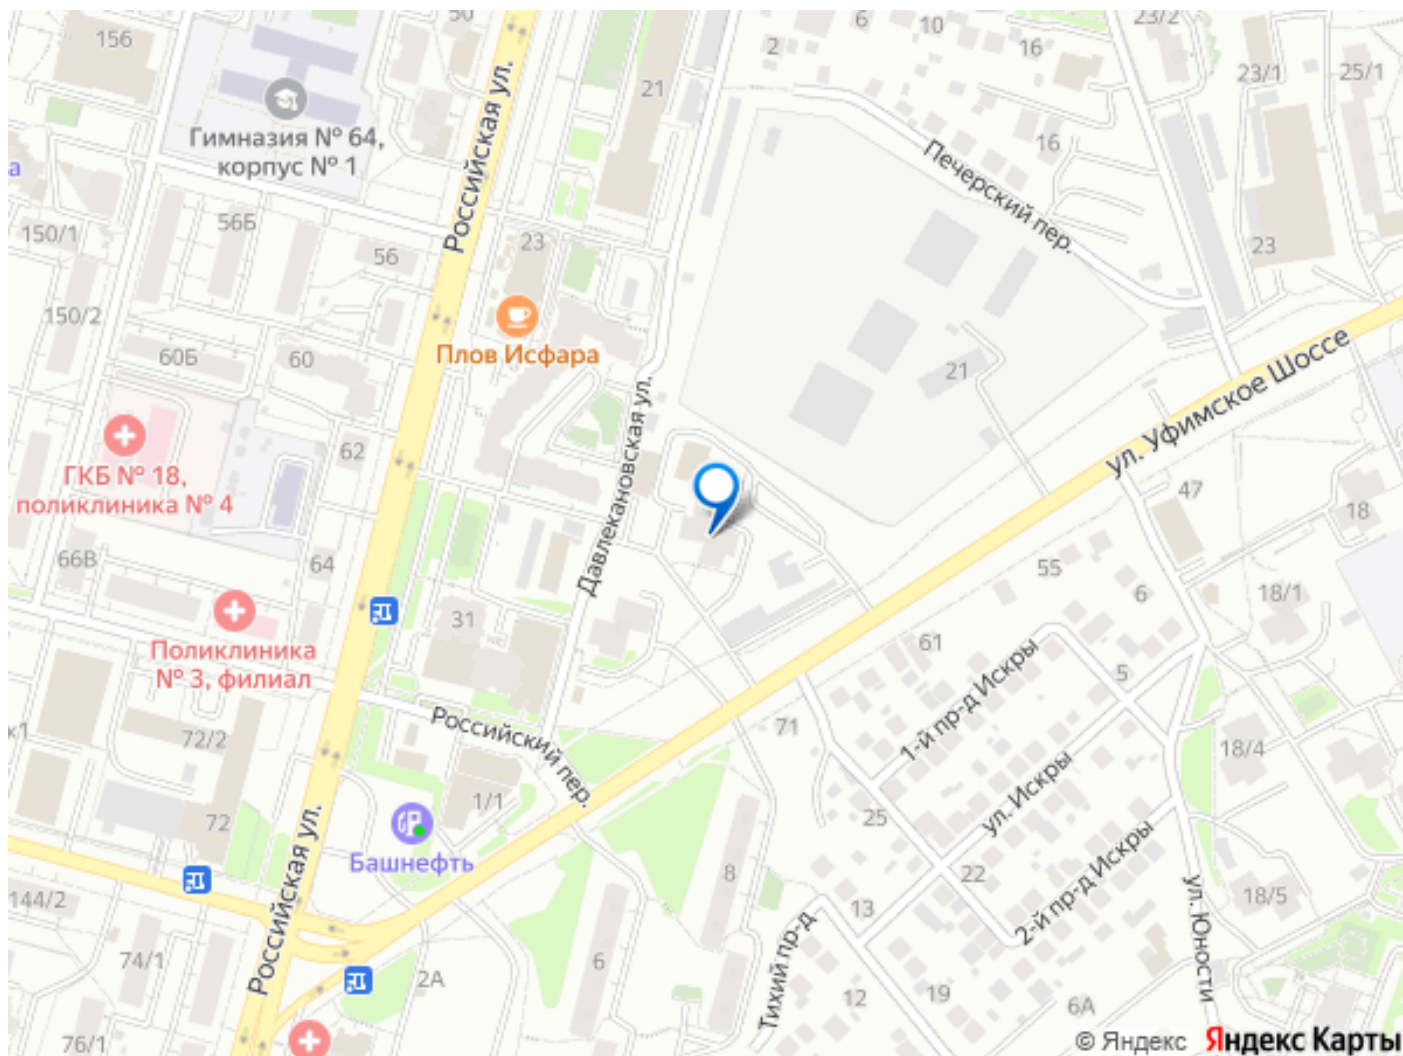 50
156
21
2
6
10
16
23/2
23/1
25/1
Гимназия № 64,
корпус № 1
Российская ул.
16
Печерский пер.
а
150/1
56Б
56
23
23
150/2
60Б
60
Плов Исфара
21
ул. Уфимское Шоссе
Давлекановская ул.
62
ГКБ № 18,
поликлиника № 4
47
18
66В
64
55
6
18/1
31
61
Поликлиника
№ 3, филиал
5
1-й пр-д Искры
Российский пер.
к1
72/2
71
18/4
ул. Искры
1/1
72
25
Башнефть
Российская ул.
2-й пр-д Искры
22
8
ул. Юности
144/2
13
18/5
74/1
2А
6
Тихий пр-д
12
19
6А
76/1
© Яндекс
Яндекс Карты